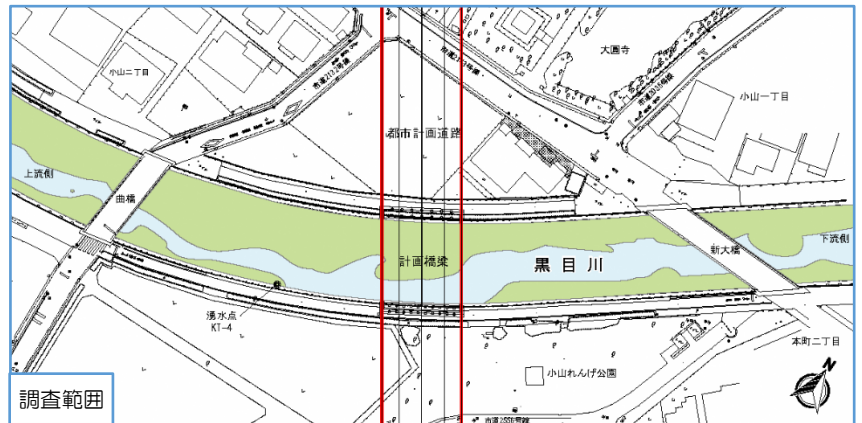 大圓寺
小山二丁目
小山一丁目
都市計画道路
上流側
曲橋
計画橋梁
黒目川
新大橋
下流側
湧水点
KT-4
本町二丁目
小山れんげ公園
N
調査範囲